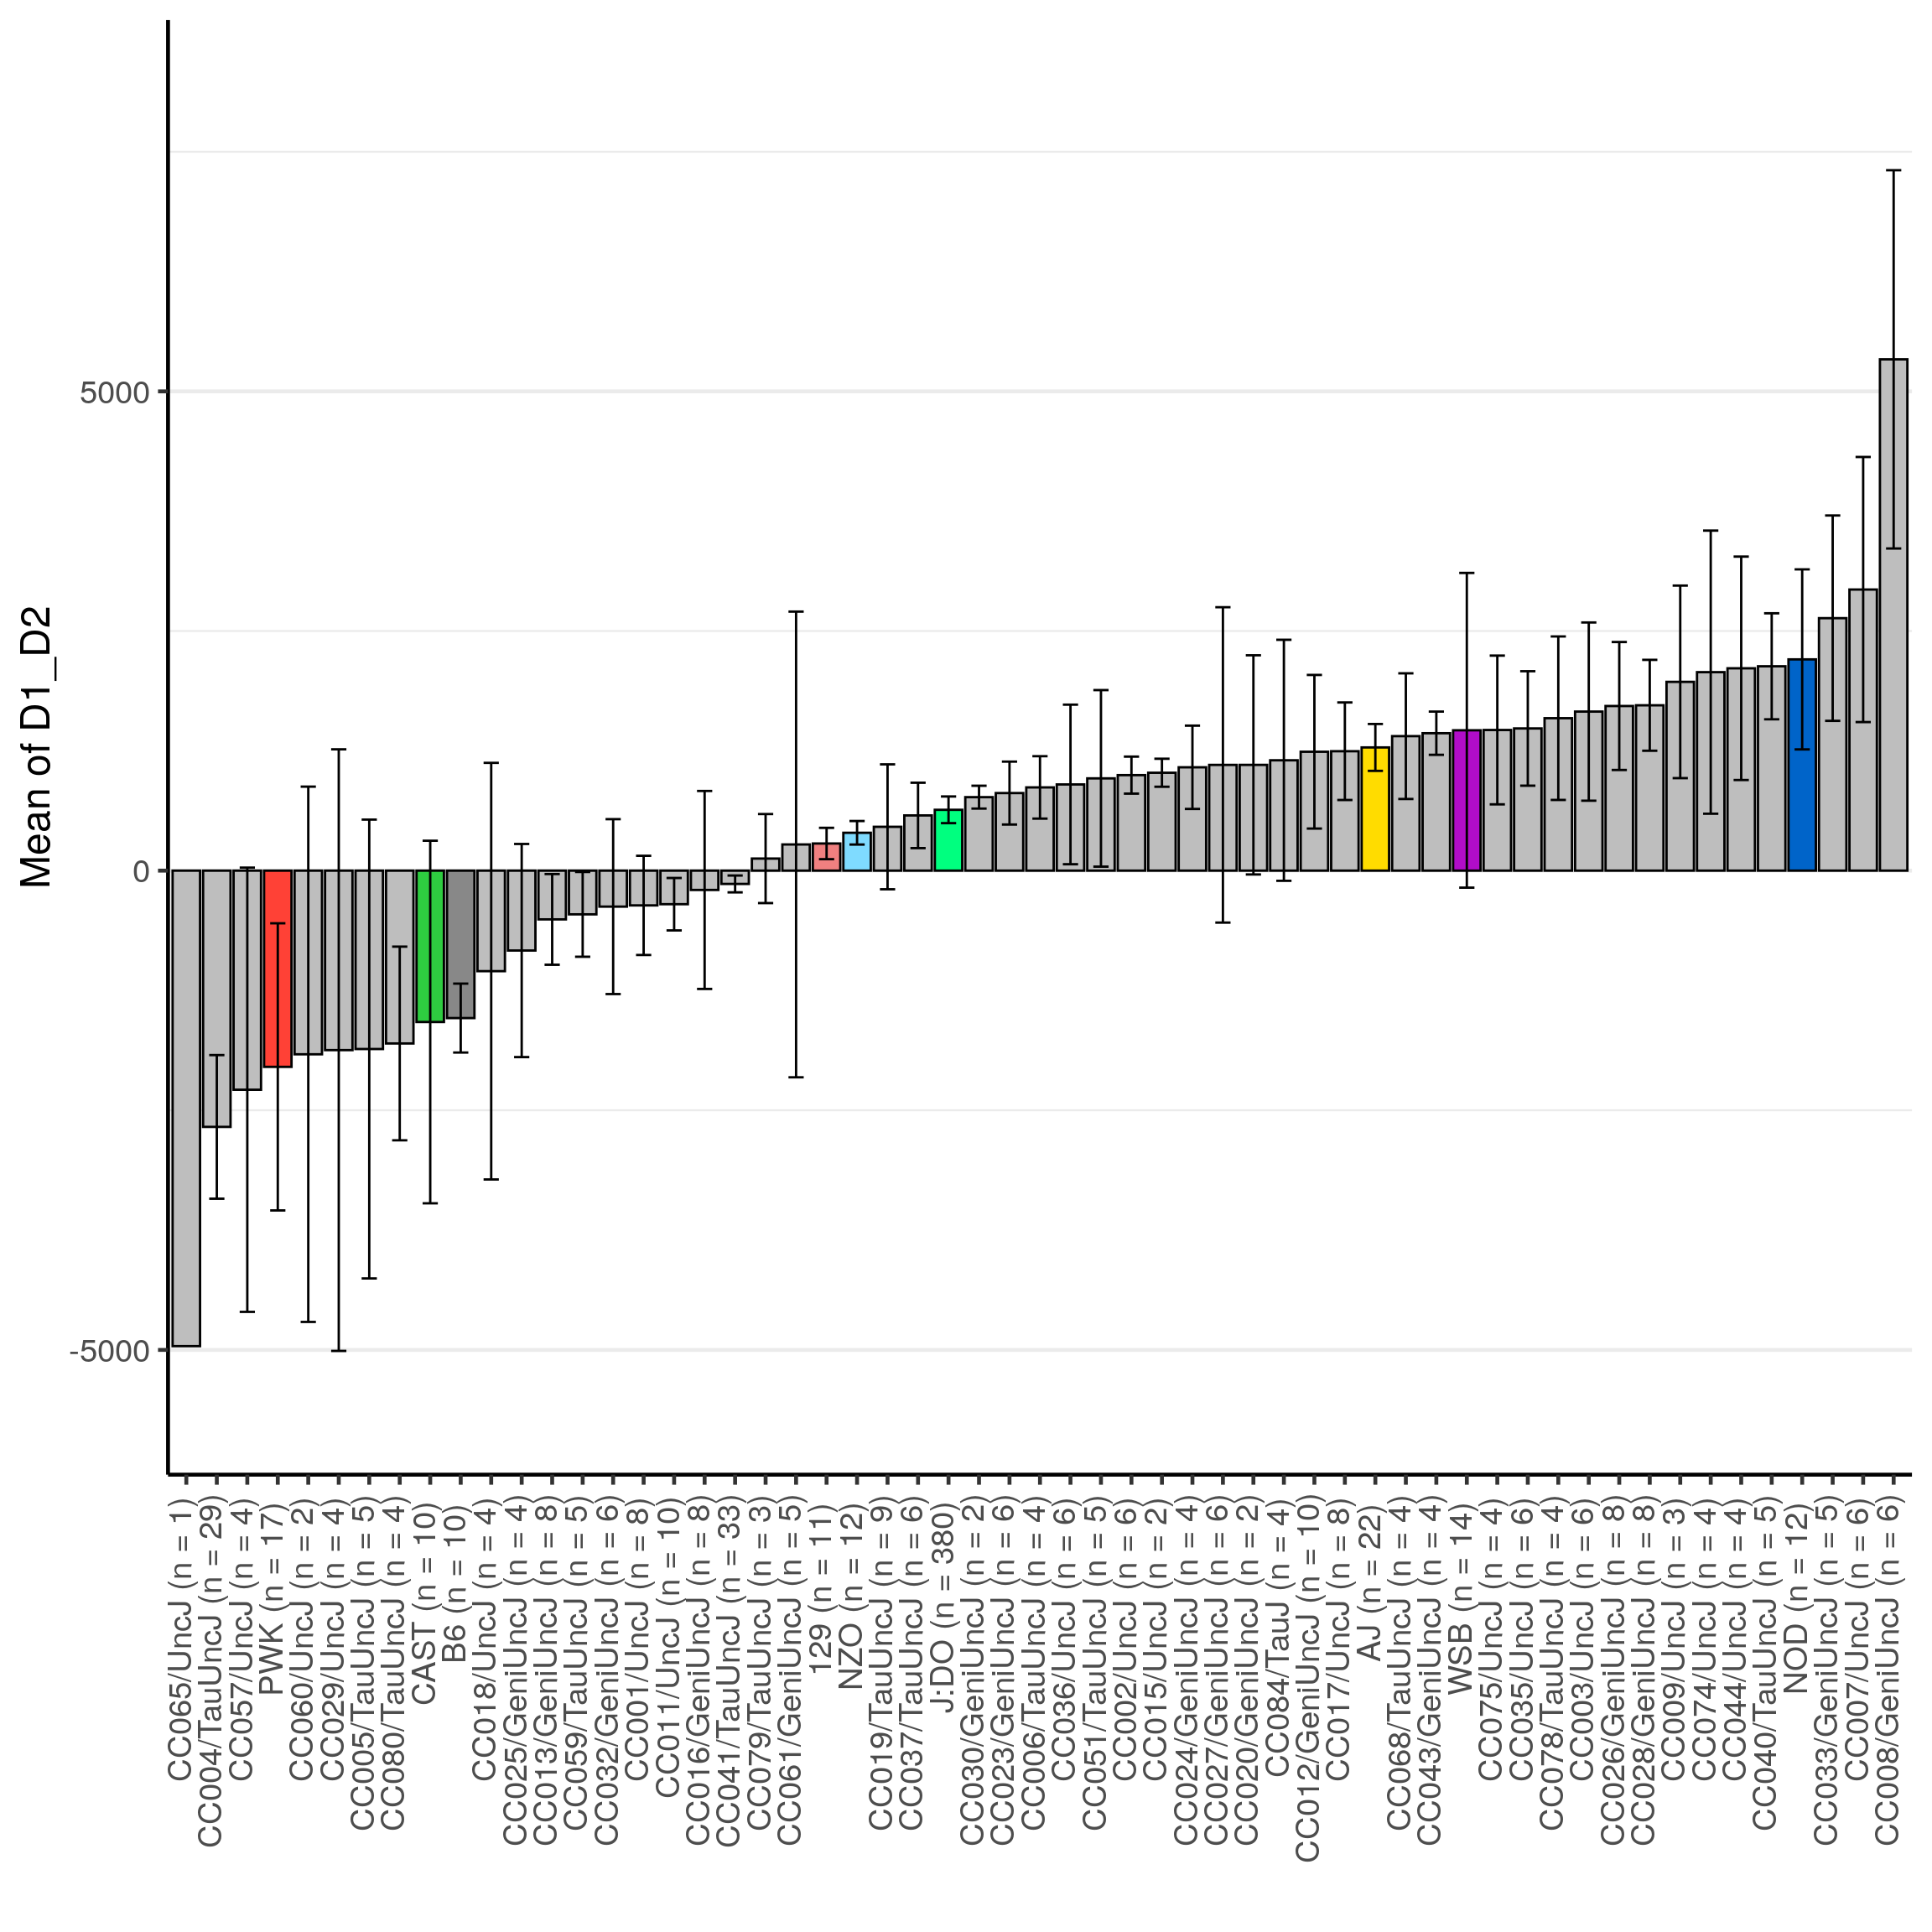 Mean of D1_D2
5000
0
-5000
CC065/UncJ (n = 1)
CC004/TauUncJ (n = 29)
CC057/UncJ (n = 4)
PWK (n = 17)
CC060/UncJ (n = 2)
CC029/UncJ (n = 4)
CC005/TauUncJ (n = 5)
CC080/TauUncJ (n = 4)
CAST (n = 10)
B6 (n = 10)
CC018/UncJ (n = 4)
CC025/GeniUncJ (n = 4)
CC013/GeniUncJ (n = 8)
CC059/TauUncJ (n = 5)
CC032/GeniUncJ (n = 6)
CC001/UncJ (n = 8)
CC011/UncJ (n = 10)
CC016/GeniUncJ (n = 8)
CC041/TauUncJ (n = 33)
CC079/TauUncJ (n = 3)
CC061/GeniUncJ (n = 5)
129 (n = 11)
NZO (n = 12)
CC019/TauUncJ (n = 9)
CC037/TauUncJ (n = 6)
J:DO (n = 380)
CC030/GeniUncJ (n = 2)
CC023/GeniUncJ (n = 6)
CC006/TauUncJ (n = 4)
CC036/UncJ (n = 6)
CC051/TauUncJ (n = 5)
CC002/UncJ (n = 6)
CC015/UncJ (n = 2)
CC024/GeniUncJ (n = 4)
CC027/GeniUncJ (n = 6)
CC020/GeniUncJ (n = 2)
CC084/TauJ (n = 4)
CC012/GeniUncJ (n = 10)
CC017/UncJ (n = 8)
AJ (n = 22)
CC068/TauUncJ (n = 4)
CC043/GeniUncJ (n = 4)
WSB (n = 14)
CC075/UncJ (n = 4)
CC035/UncJ (n = 6)
CC078/TauUncJ (n = 4)
CC003/UncJ (n = 6)
CC026/GeniUncJ (n = 8)
CC028/GeniUncJ (n = 8)
CC009/UncJ (n = 3)
CC074/UncJ (n = 4)
CC044/UncJ (n = 4)
CC040/TauUncJ (n = 5)
NOD (n = 12)
CC033/GeniUncJ (n = 5)
CC007/UncJ (n = 6)
CC008/GeniUncJ (n = 6)